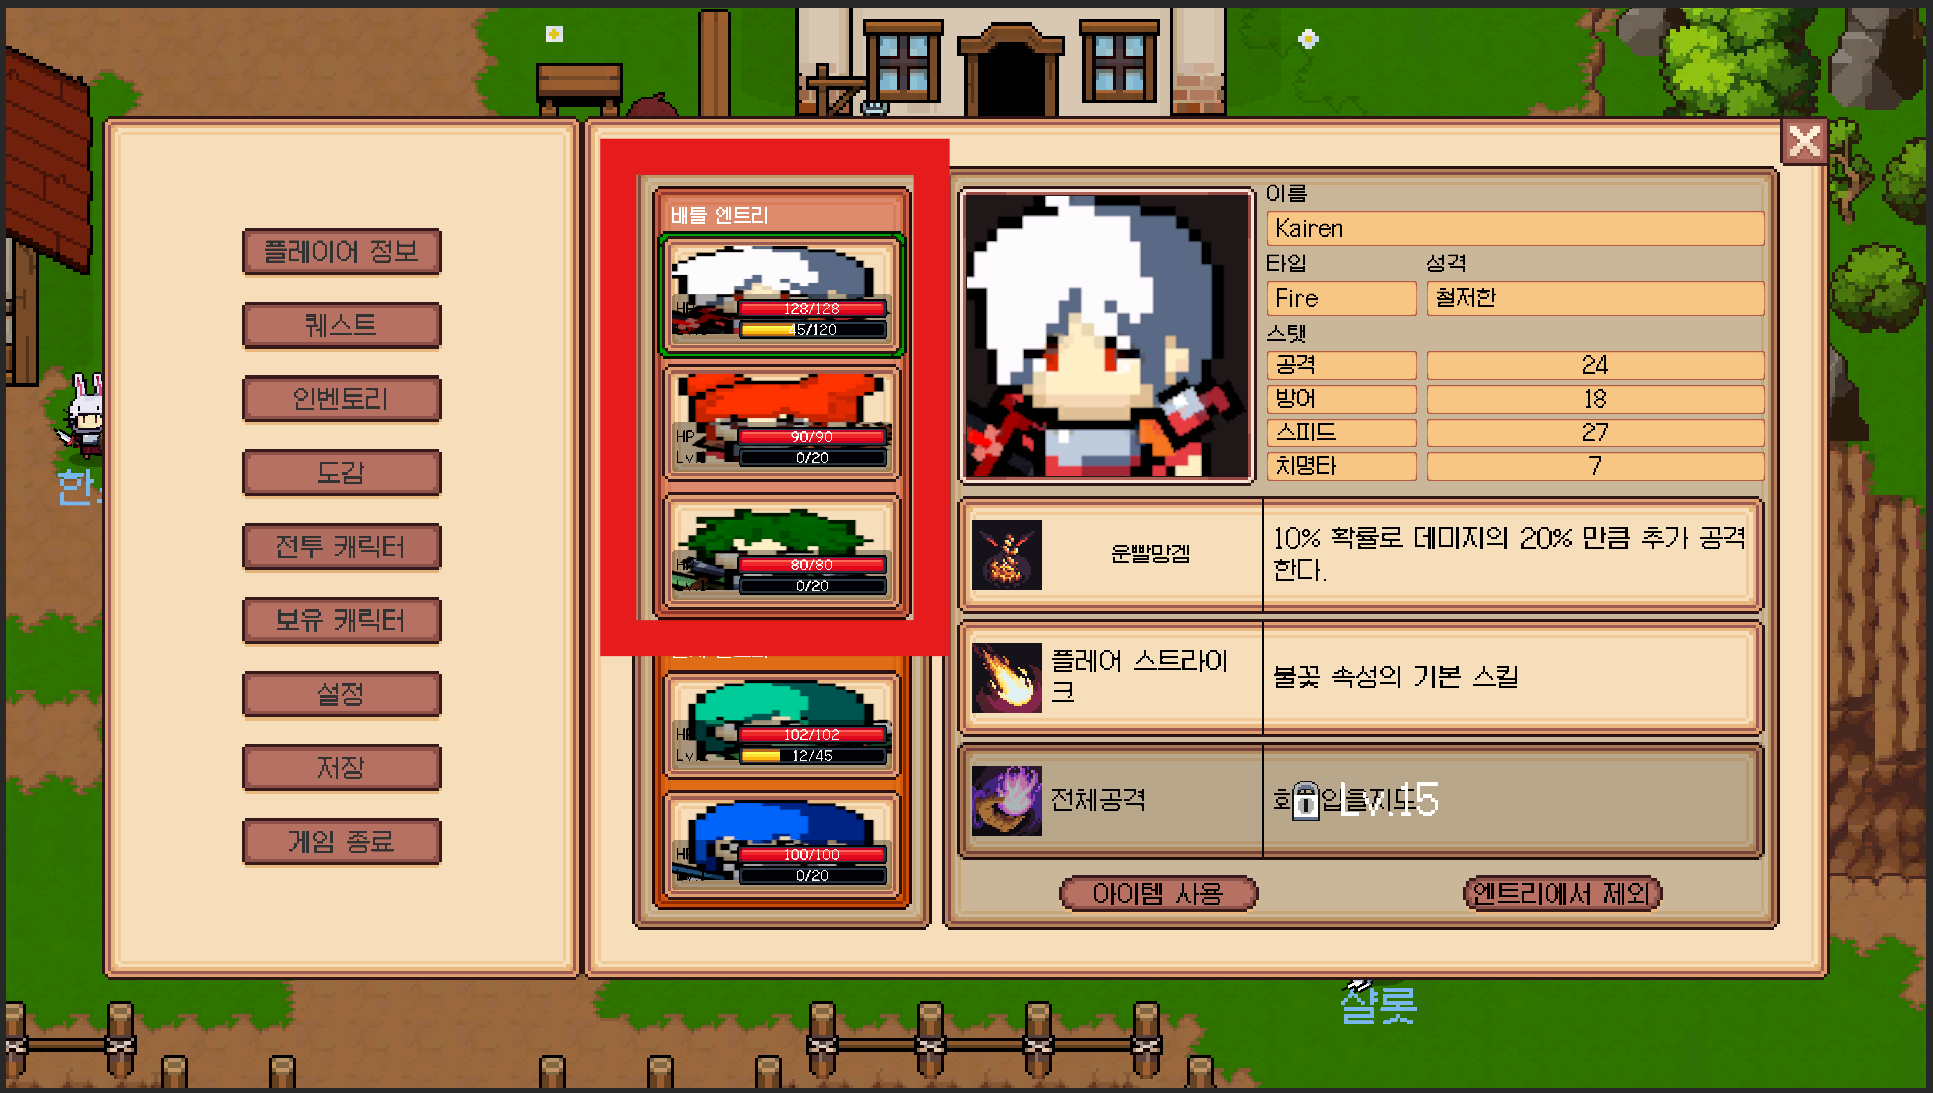 플레이어 정보
퀘스트
인벤토리
도감
전투 캐릭터
보유 캐릭터
설정
저장
게임 종료
배틀 엔트리
128/128
45/120
HP
90/90
Lv
0/20
80/80
0/20
102/102
Lv
12/45
100/100
0/20
이름
Kairen
타입
성격
Fire
철저한
스탯
공격
24
방어
18
스피드
27
치명타
7
운빨망겜
10% 확률로 데미지의 20% 만큼 추가 공격
한다.
플레어 스트라이
크
불꽃 속성의 기본 스킬
전체공격
Lv.15
아이템 사용
엔트리에서 제외
샬롯